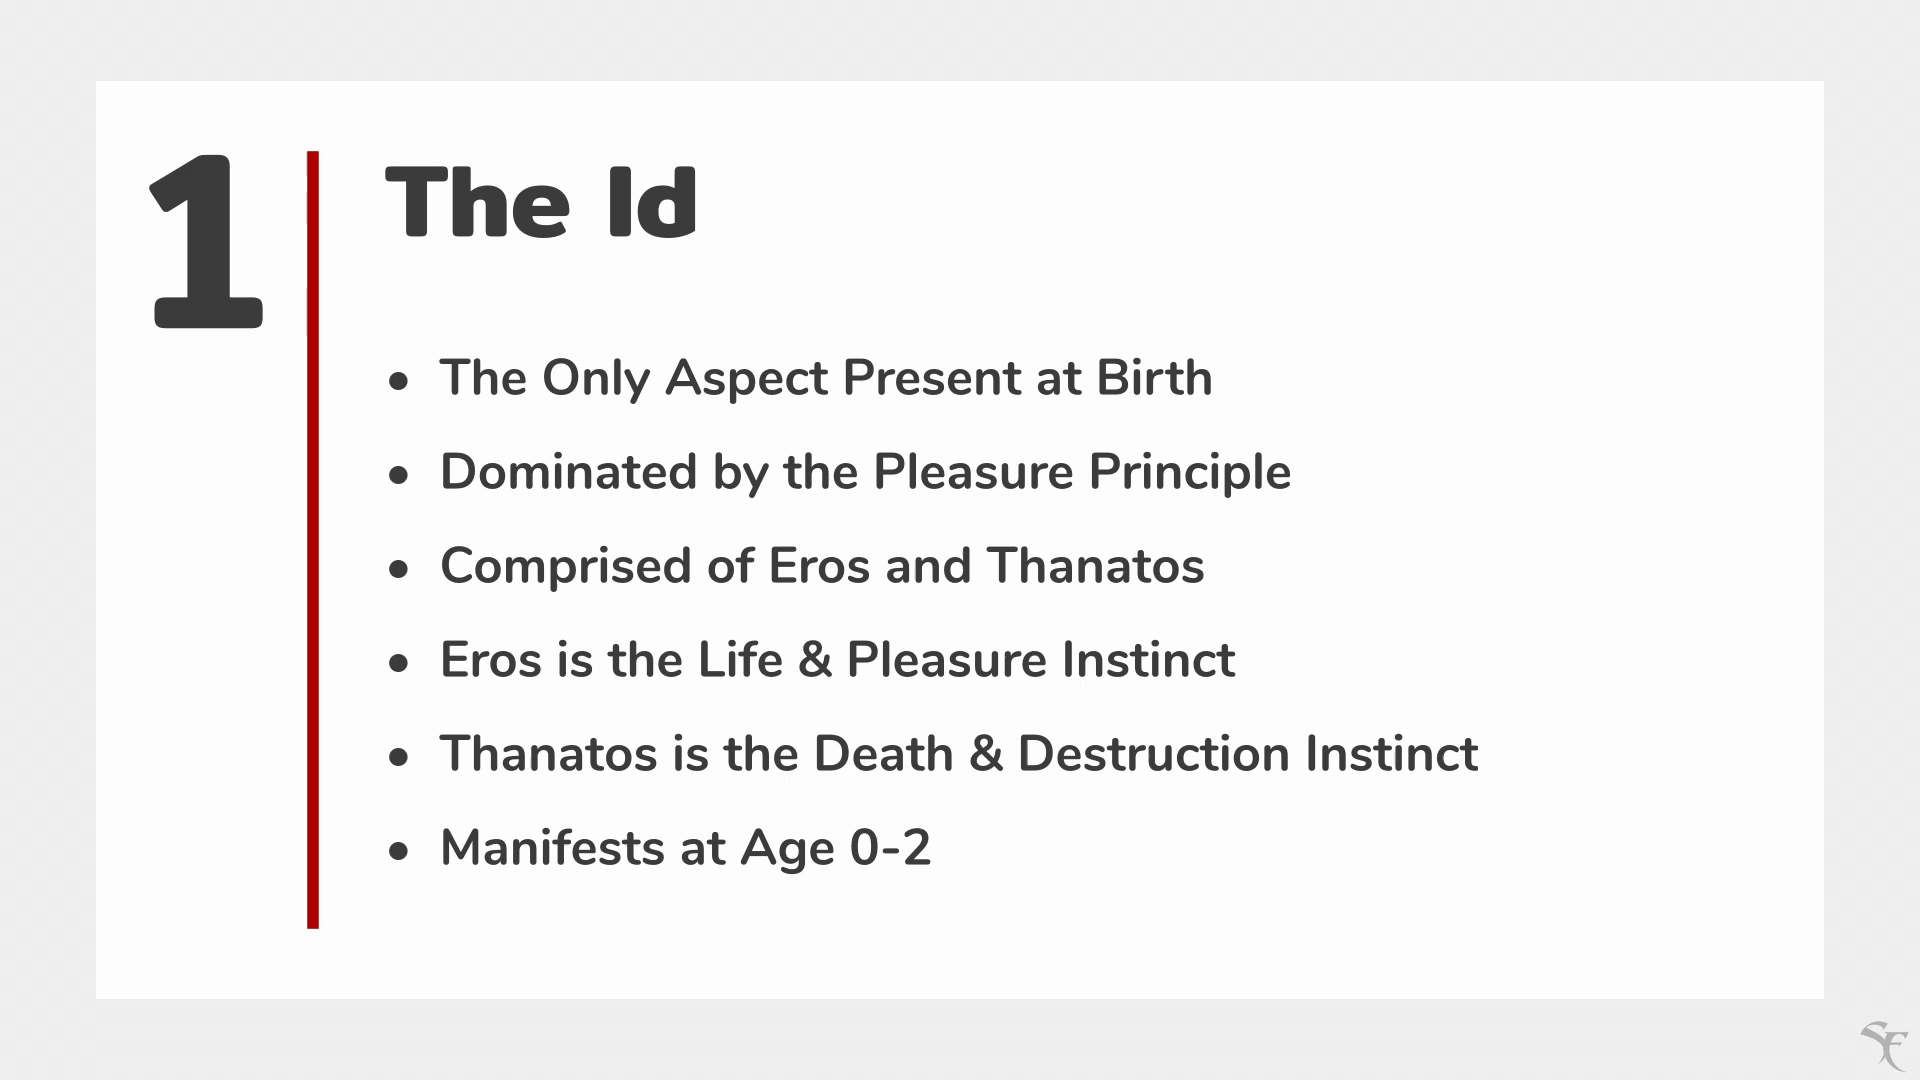 1
The Id
• The Only Aspect Present at Birth
• Dominated by the Pleasure Principle
• Comprised of Eros and Thanatos
• Eros is the Life & Pleasure Instinct
• Thanatos is the Death & Destruction Instinct
• Manifests at Age 0-2